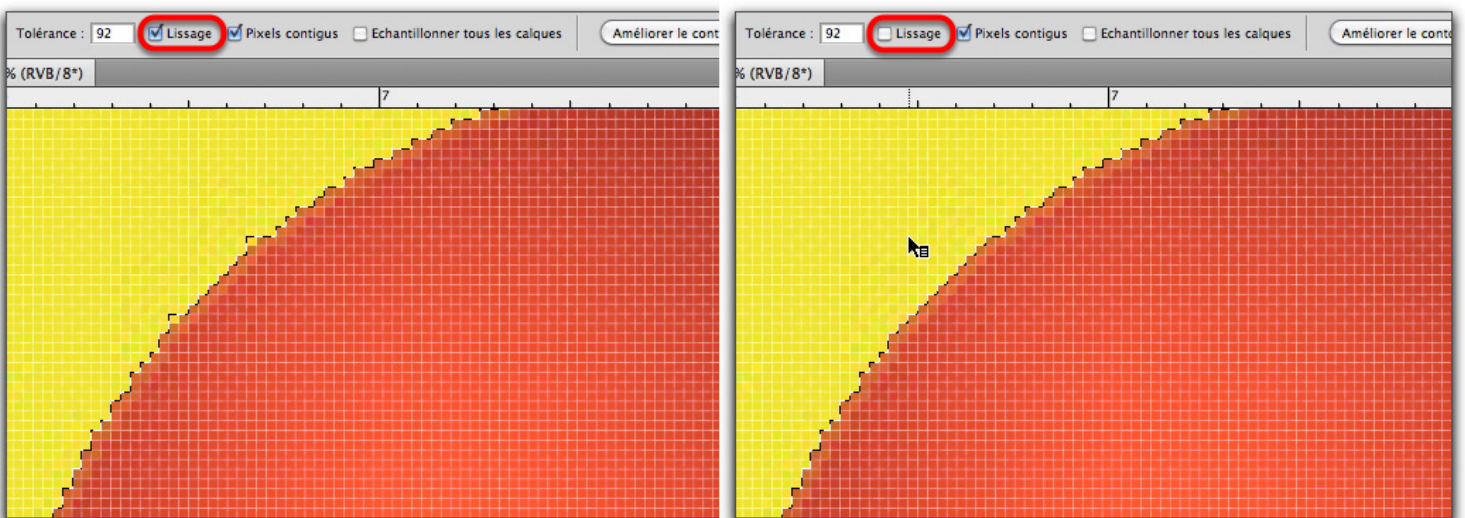 Tolérance : 92 Lissage Pixels contigus Echantillonner tous les calques Améliorer le cont
% (RVB/8*)
7
Tolérance : 92 Lissage Pixels contigus Echantillonner tous les calques Améliorer le conto
% (RVB/8*)
7